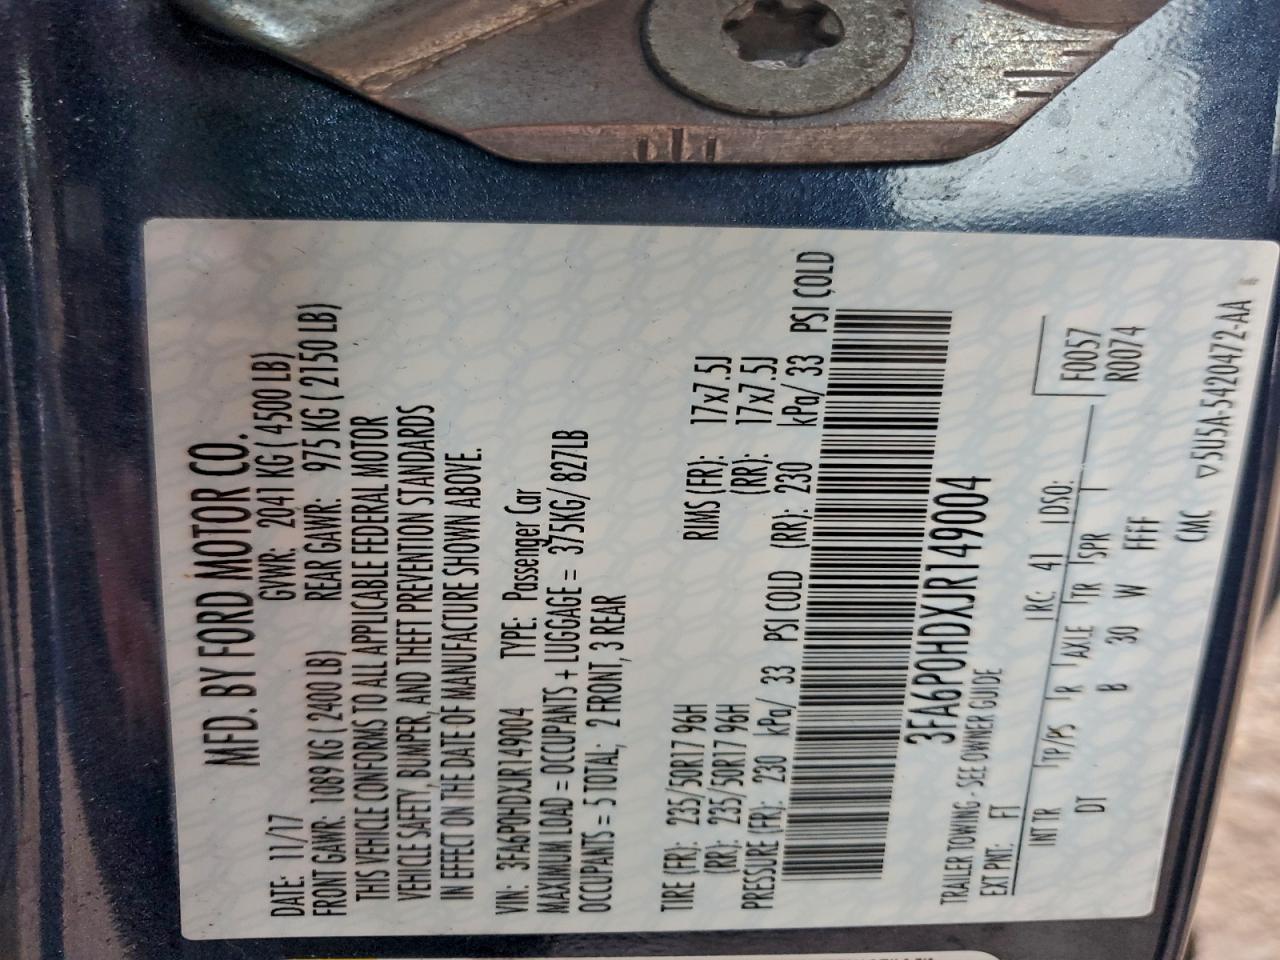 MFD. BY FORD MOTOR CO.
DATE: 11/17 GVWR: 2041 KG ( 4500 LB)
FRONT GAWR: 1089 KG ( 2400 LB) REAR GAWR: 975 KG ( 2150 LB)
THIS VEHICLE CONFORMS TO ALL APPLICABLE FEDERAL MOTOR
VEHICLE SAFETY, BUMPER, AND THEFT PREVENTION STANDARDS
IN EFFECT ON THE DATE OF MANUFACTURE SHOWN ABOVE.
VIN: 3FA6P0HDXJR149004 TYPE: Passenger Car
MAXIMUM LOAD = OCCUPANTS + LUGGAGE = 375KG/ 827LB
OCCUPANTS = 5 TOTAL, 2 FRONT, 3 REAR
TIRE (FR): 235/50R17 96H RIMS (FR): 17x7.5J
(RR): 235/50R17 96H (RR): 17x7.5J
PRESSURE (FR): 230 kPa/ 33 PSI COLD (RR): 230 kPa/ 33 PSI COLD
3FA6P0HDXJR149004
TRAILER TOWING - SEE OWNER GUIDE
EXT PNT: FT RC: 41 DSO: F0057
INT TR TP/PS R AXLE TR SPR R0074
DT B 30 W FFF
CMC ▽5U5A-5420472-AA